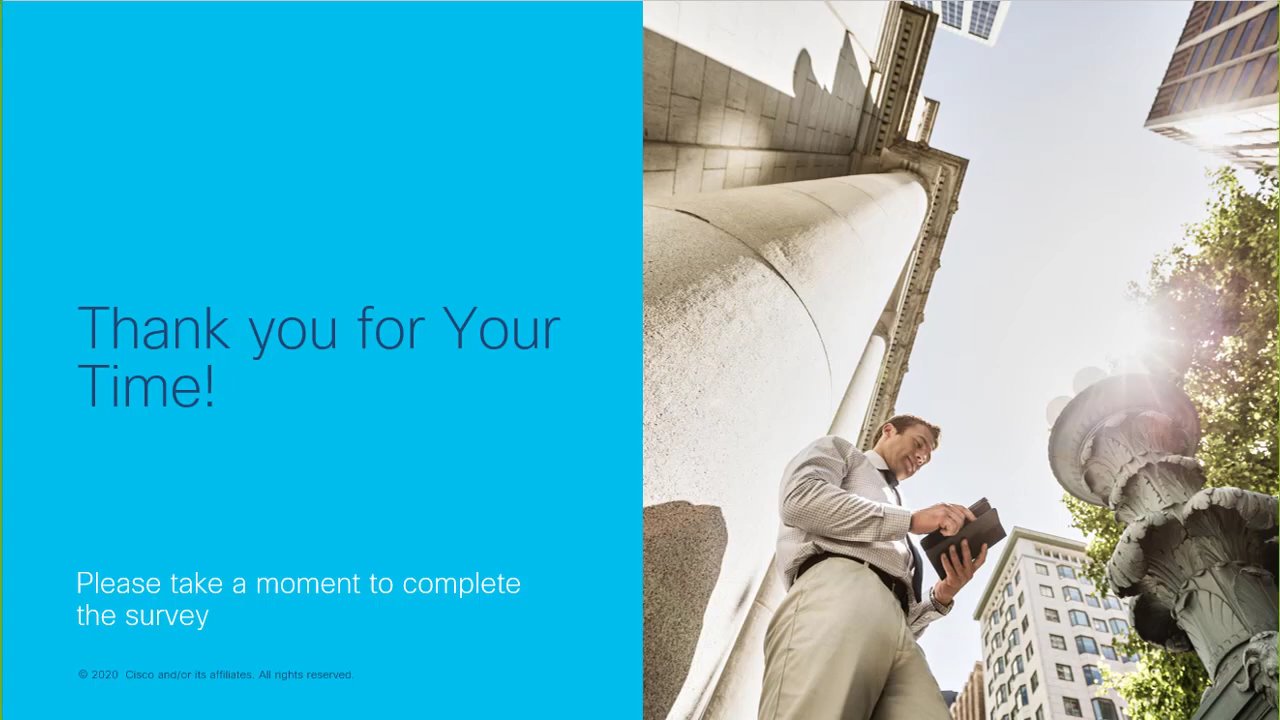 Thank you for Your
Time!
Please take a moment to complete
the survey
© 2020  Cisco and/or its affiliates. All rights reserved.